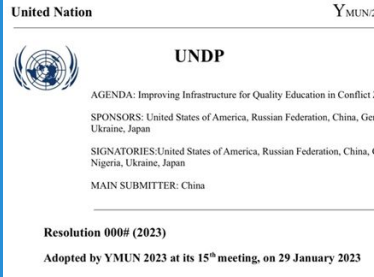 United Nation
YMUN/2
UNDP
AGENDA: Improving Infrastructure for Quality Education in Conflict
SPONSORS: United States of America, Russian Federation, China,
Ukraine, Japan
SIGNATORIES:United States of America, Russian Federation, China,
Nigeria, Ukraine, Japan
MAIN SUBMITTER: China
Resolution 000# (2023)
Adopted by YMUN 2023 at its 15th meeting, on 29 January 2023